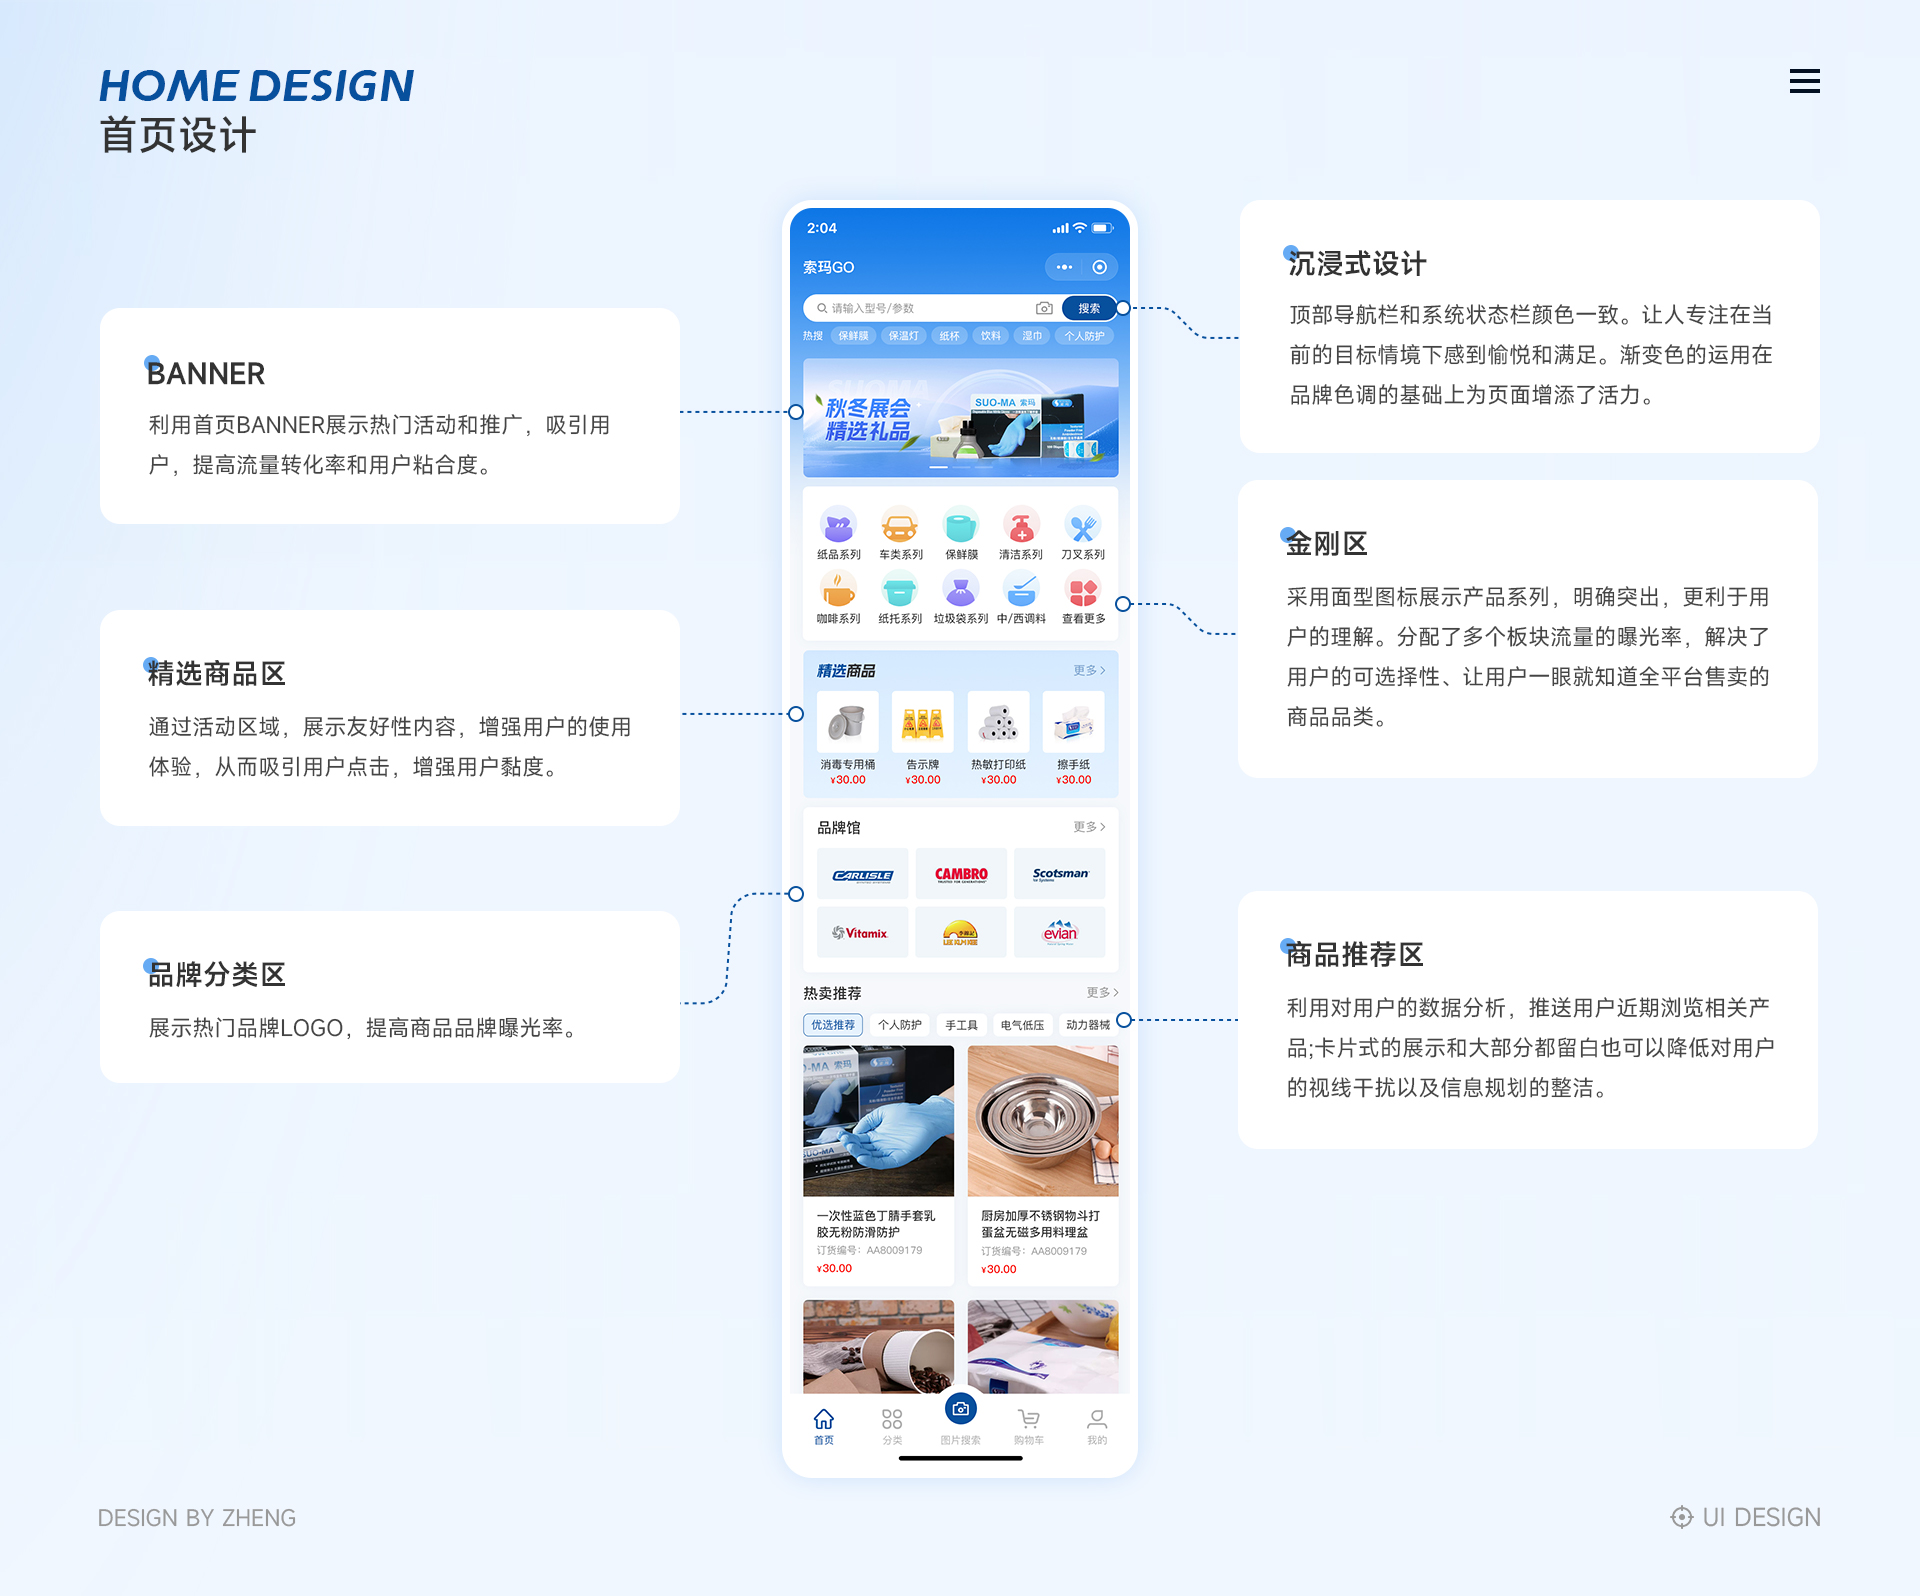 HOME DESIGN
首页设计
BANNER
利用首页BANNER展示热门活动和推广，吸引用
户，提高流量转化率和用户粘合度。
精选商品区
通过活动区域，展示友好性内容，增强用户的使用
体验，从而吸引用户点击，增强用户黏度。
品牌分类区
展示热门品牌LOGO，提高商品品牌曝光率。
2:04
索玛GO
请输入型号/参数
搜索
热搜 保鲜膜 保温灯 纸杯 饮料 湿巾 个人防护
SUOMA
秋冬展会
精选礼品
SUO-MA 索玛
纸品系列 车类系列 保鲜膜 清洁系列 刀叉系列
咖啡系列 纸托系列 垃圾袋系列 中/西调料 查看更多
精选商品 更多
消毒专用桶 告示牌 热敏打印纸 擦手纸
¥30.00 ¥30.00 ¥30.00 ¥30.00
品牌馆 更多
CARLISLE CAMBRO Scotsman
Ice Systems
Vitamix LEE KUM KEE evian
热卖推荐 更多
优选推荐 个人防护 手工具 电气低压 动力器械
O-MA 索玛
SUO-MA
一次性蓝色丁腈手套乳
胶无粉防滑防护
订货编号：AA8009179
¥30.00
厨房加厚不锈钢物斗打
蛋盆无磁多用料理盆
订货编号：AA8009179
¥30.00
首页 分类 图片搜索 购物车 我的
沉浸式设计
顶部导航栏和系统状态栏颜色一致。让人专注在当
前的目标情境下感到愉悦和满足。渐变色的运用在
品牌色调的基础上为页面增添了活力。
金刚区
采用面型图标展示产品系列，明确突出，更利于用
户的理解。分配了多个板块流量的曝光率，解决了
用户的可选择性、让用户一眼就知道全平台售卖的
商品品类。
商品推荐区
利用对用户的数据分析，推送用户近期浏览相关产
品;卡片式的展示和大部分都留白也可以降低对用户
的视线干扰以及信息规划的整洁。
DESIGN BY ZHENG
UI DESIGN